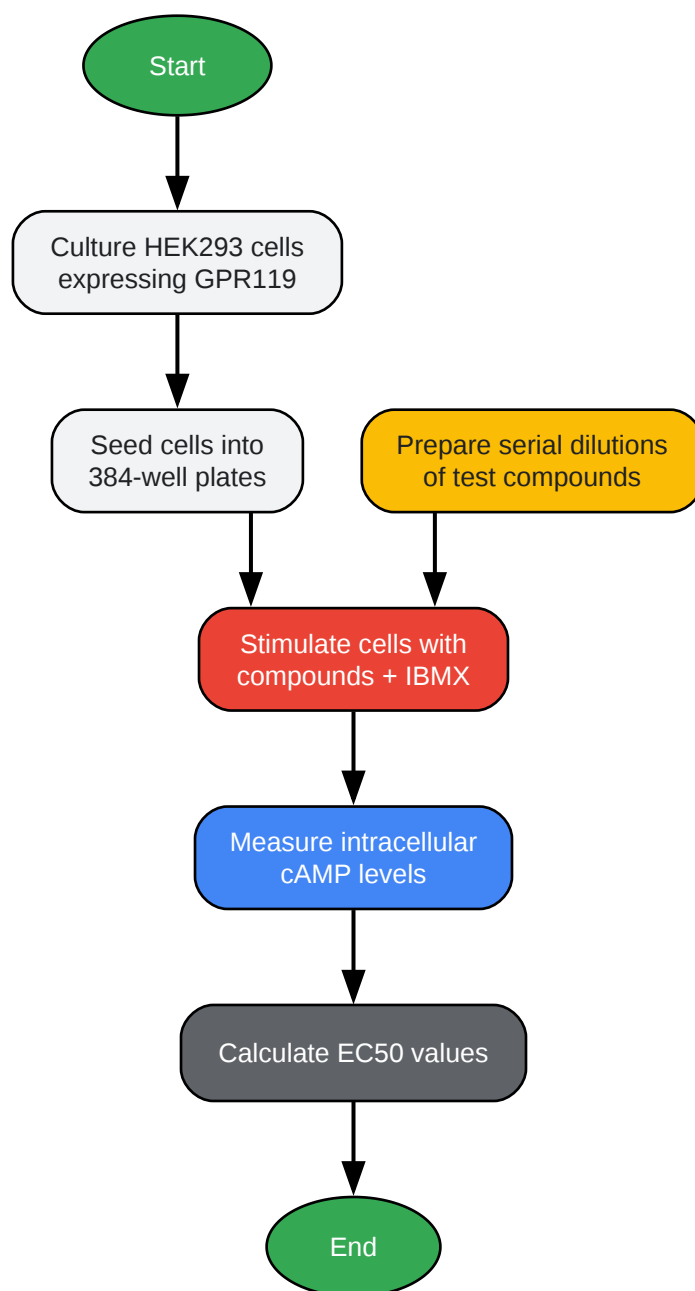 Start
Culture HEK293 cells
expressing GPR119
Seed cells into
384-well plates
Prepare serial dilutions
of test compounds
Stimulate cells with
compounds + IBMX
Measure intracellular
cAMP levels
Calculate EC50 values
End